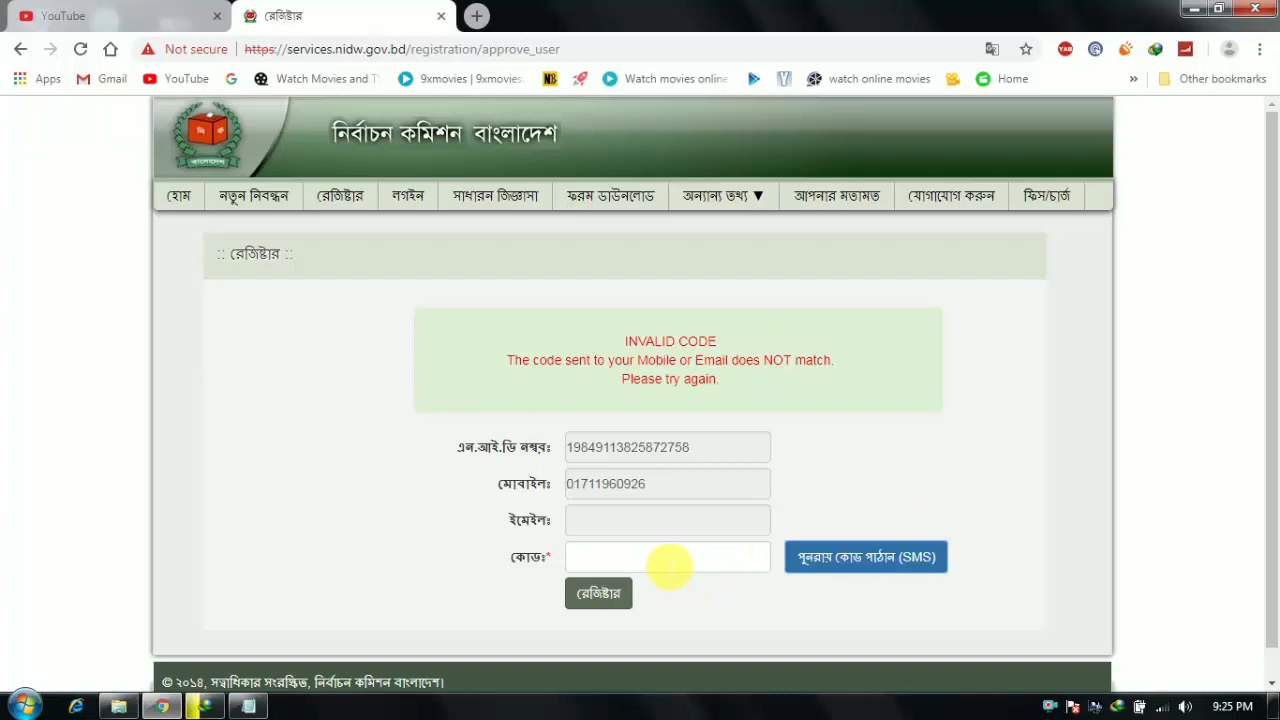 YouTube
রেজিষ্টার
Not secure
https://services.nidw.gov.bd/registration/approve_user
Apps
Gmail
YouTube
Watch Movies and T
9xmovies | 9xmovies
Watch movies online
watch online movies
Home
»
Other bookmarks
নির্বাচন কমিশন বাংলাদেশ
হোম
নতুন নিবন্ধন
রেজিষ্টার
লগইন
সাধারন জিজ্ঞাসা
ফরম ডাউনলোড
অন্যান্য তথ্য ▼
আপনার মতামত
যোগাযোগ করুন
ফিস/চার্জ
:: রেজিষ্টার ::
INVALID CODE
The code sent to your Mobile or Email does NOT match.
Please try again.
এন.আই.ডি নম্বরঃ 19849113825872758
মোবাইলঃ 01711960926
ইমেইলঃ
কোডঃ* পুনরায় কোড পাঠান (SMS)
রেজিষ্টার
© ২০১৪, সত্বাধিকার সংরক্ষিত, নির্বাচন কমিশন বাংলাদেশ।
9:25 PM